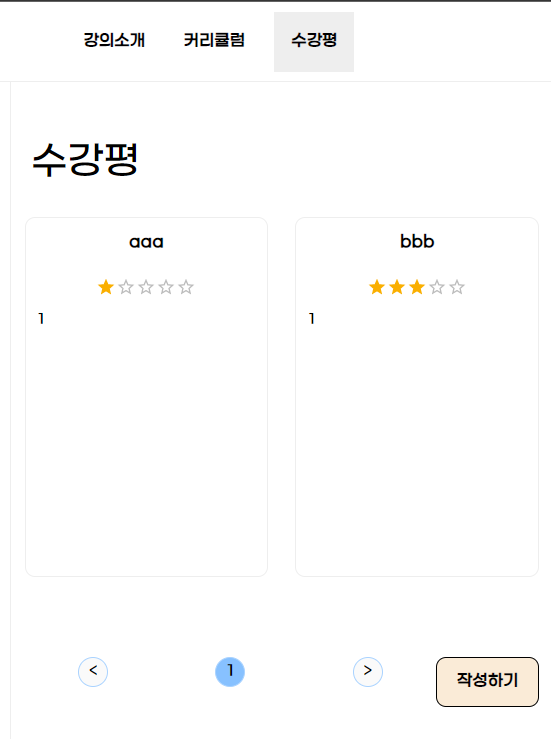 강의소개 커리큘럼 수강평
수강평
aaa bbb
1 1
< 1 > 작성하기